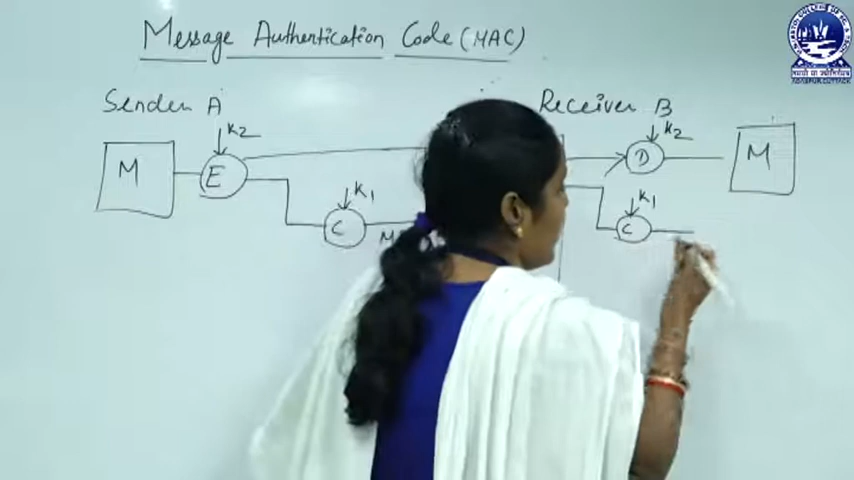 Message Authentication Code (MAC)
Sender A
Receiver B
K2
K2
M
E
D
M
K1
K1
C
C
M